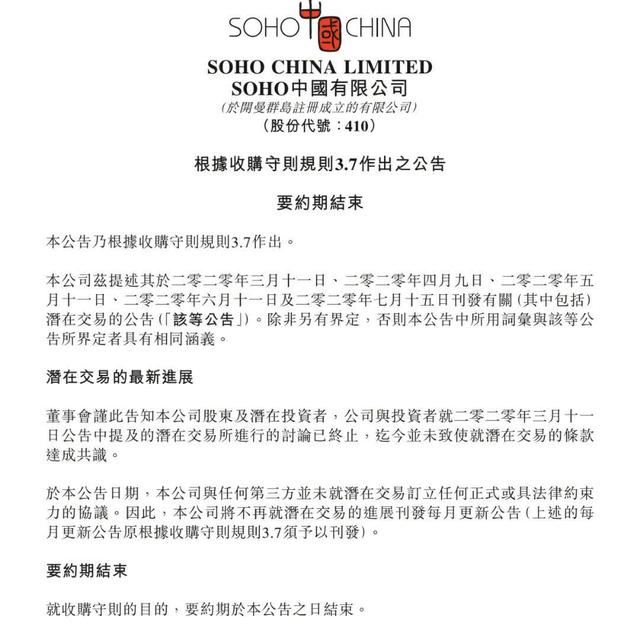 SOHO中國CHINA
SOHO CHINA LIMITED
SOHO中國有限公司
(於開曼群島註冊成立的有限公司)
(股份代號：410)
根據收購守則規則3.7作出之公告
要約期結束
本公告乃根據收購守則規則3.7作出。
本公司茲提述其於二零二零年三月十一日、二零二零年四月九日、二零二零年五
月十一日、二零二零年六月十一日及二零二零年七月十五日刊發有關(其中包括)
潛在交易的公告(「該等公告」)。除非另有界定，否則本公告中所用詞彙與該等公
告所界定者具有相同涵義。
潛在交易的最新進展
董事會謹此告知本公司股東及潛在投資者，公司與投資者就二零二零年三月十一
日公告中提及的潛在交易所進行的討論已終止，迄今並未致使就潛在交易的條款
達成共識。
於本公告日期，本公司與任何第三方並未就潛在交易訂立任何正式或具法律約束
力的協議。因此，本公司將不再就潛在交易的進展刊發每月更新公告(上述的每
月更新公告原根據收購守則規則3.7須予以刊發)。
要約期結束
就收購守則的目的，要約期於本公告之日結束。